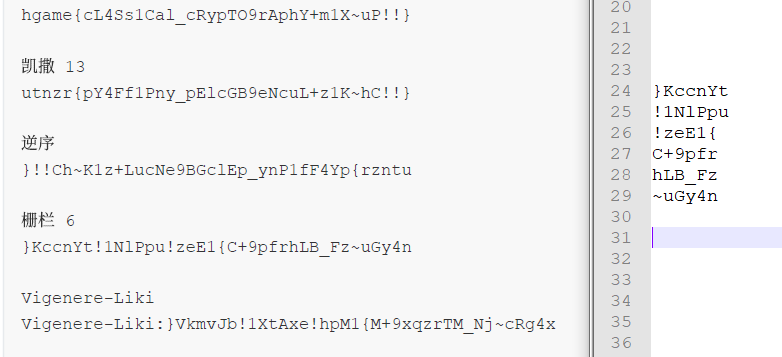 hgame{cL4Ss1Cal_cRypTO9rAphY+m1X~uP!!}
凯撒 13
utnzr{pY4Ff1Pny_pElcGB9eNcuL+z1K~hC!!}
逆序
}!!Ch~K1z+LucNe9BGclEp_ynP1fF4Yp{rzntu
栅栏 6
}KccnYt!1NlPpu!zeE1{C+9pfrhLB_Fz~uGy4n
Vigenere-Liki
Vigenere-Liki:}VkmvJb!1XtAxe!hpM1{M+9xqzrTM_Nj~cRg4x
20
21
22
23
24 }KccnYt
25 !1NlPpu
26 !zeE1{
27 C+9pfr
28 hLB_Fz
29 ~uGy4n
30
31
32
33
34
35
36